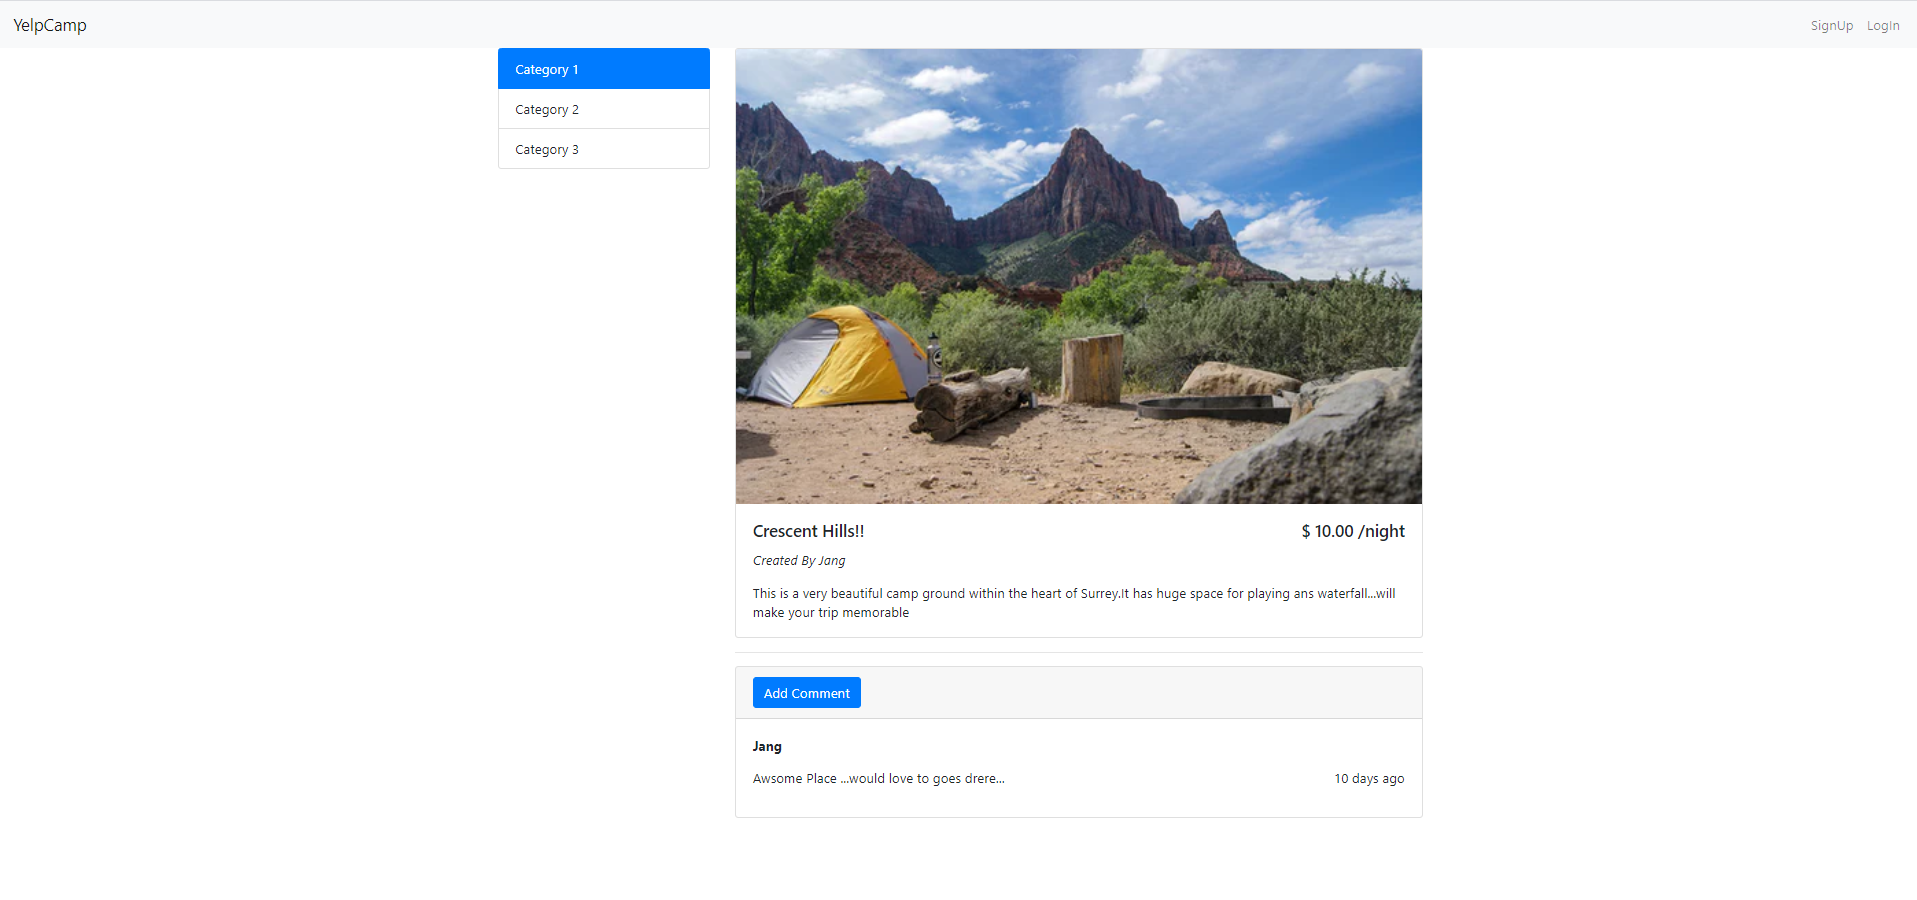 YelpCamp
SignUp LogIn
Category 1
Category 2
Category 3
Crescent Hills!!
$ 10.00 /night
Created By Jang
This is a very beautiful camp ground within the heart of Surrey.It has huge space for playing ans waterfall...will
make your trip memorable
Add Comment
Jang
Awsome Place ...would love to goes drere...
10 days ago